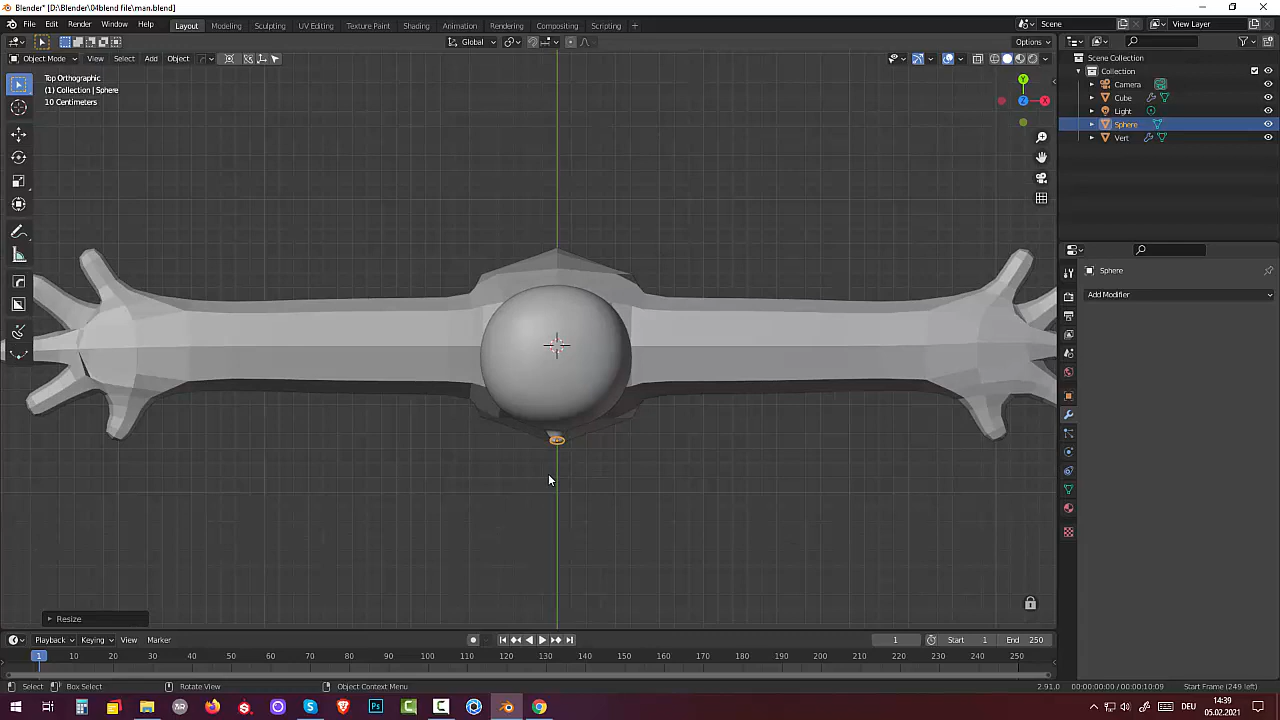 Blender* [D:\Blender\04blend file\man.blend]
File Edit Render Window Help Layout Modeling Sculpting UV Editing Texture Paint Shading Animation Rendering Compositing Scripting + Scene View Layer
Global Options
Object Mode View Select Add Object
Top Orthographic
(1) Collection | Sphere
10 Centimeters
Y
Z X
Scene Collection
Collection
Camera
Cube
Light
Sphere
Vert
Sphere
Add Modifier
Resize
Playback Keying View Marker 1 Start 1 End 250
1 10 20 30 40 50 60 70 80 90 100 110 120 130 140 150 160 170 180 190 200 210 220 230 240 250
Select Box Select Rotate View Object Context Menu 2.91.0 00:00:00:00 / 00:00:10:09 Start Frame (249 left)
DEU 14:39
05.02.2021